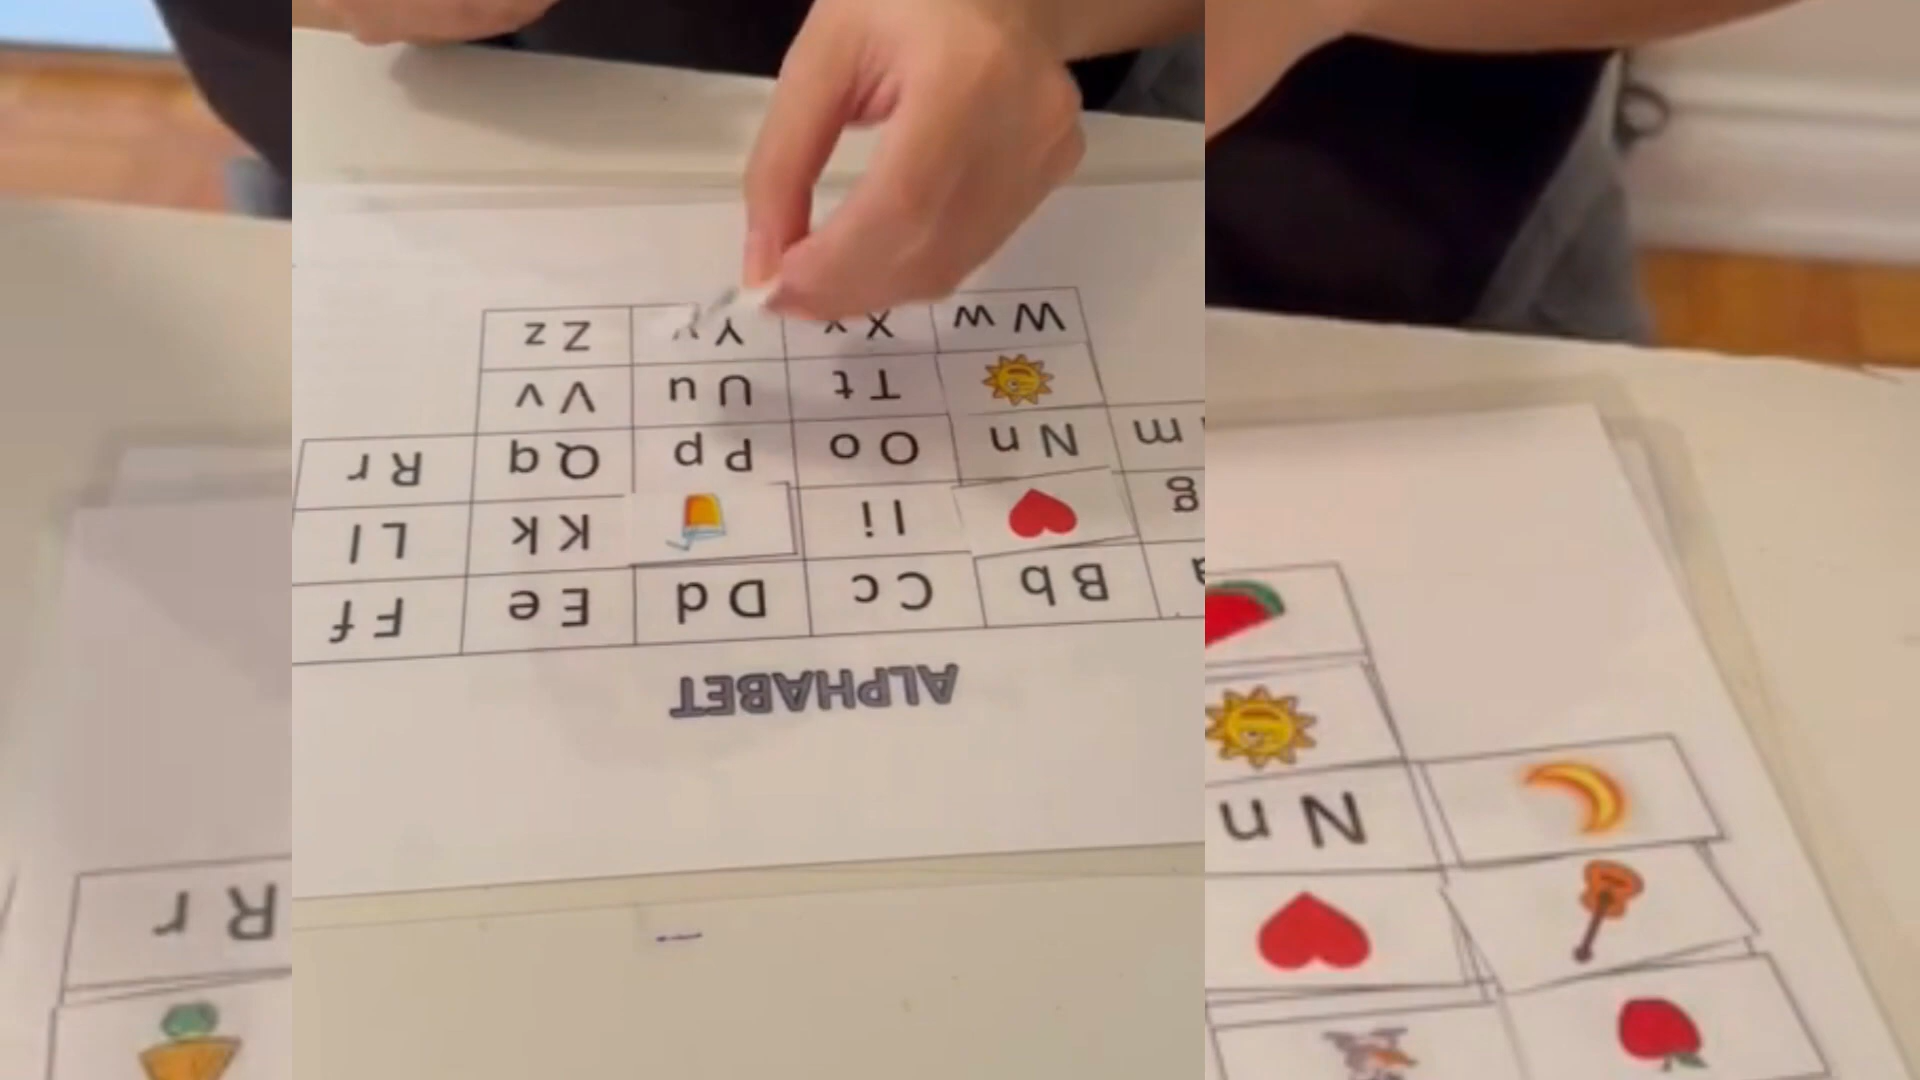 ALPHABET
Bb Cc Dd Ee Ff
g Ii Kk Ll
m Nn Oo Pp Qq Rr
Tt Uu Vv
Ww Xx Yy Zz
Rr
Nn